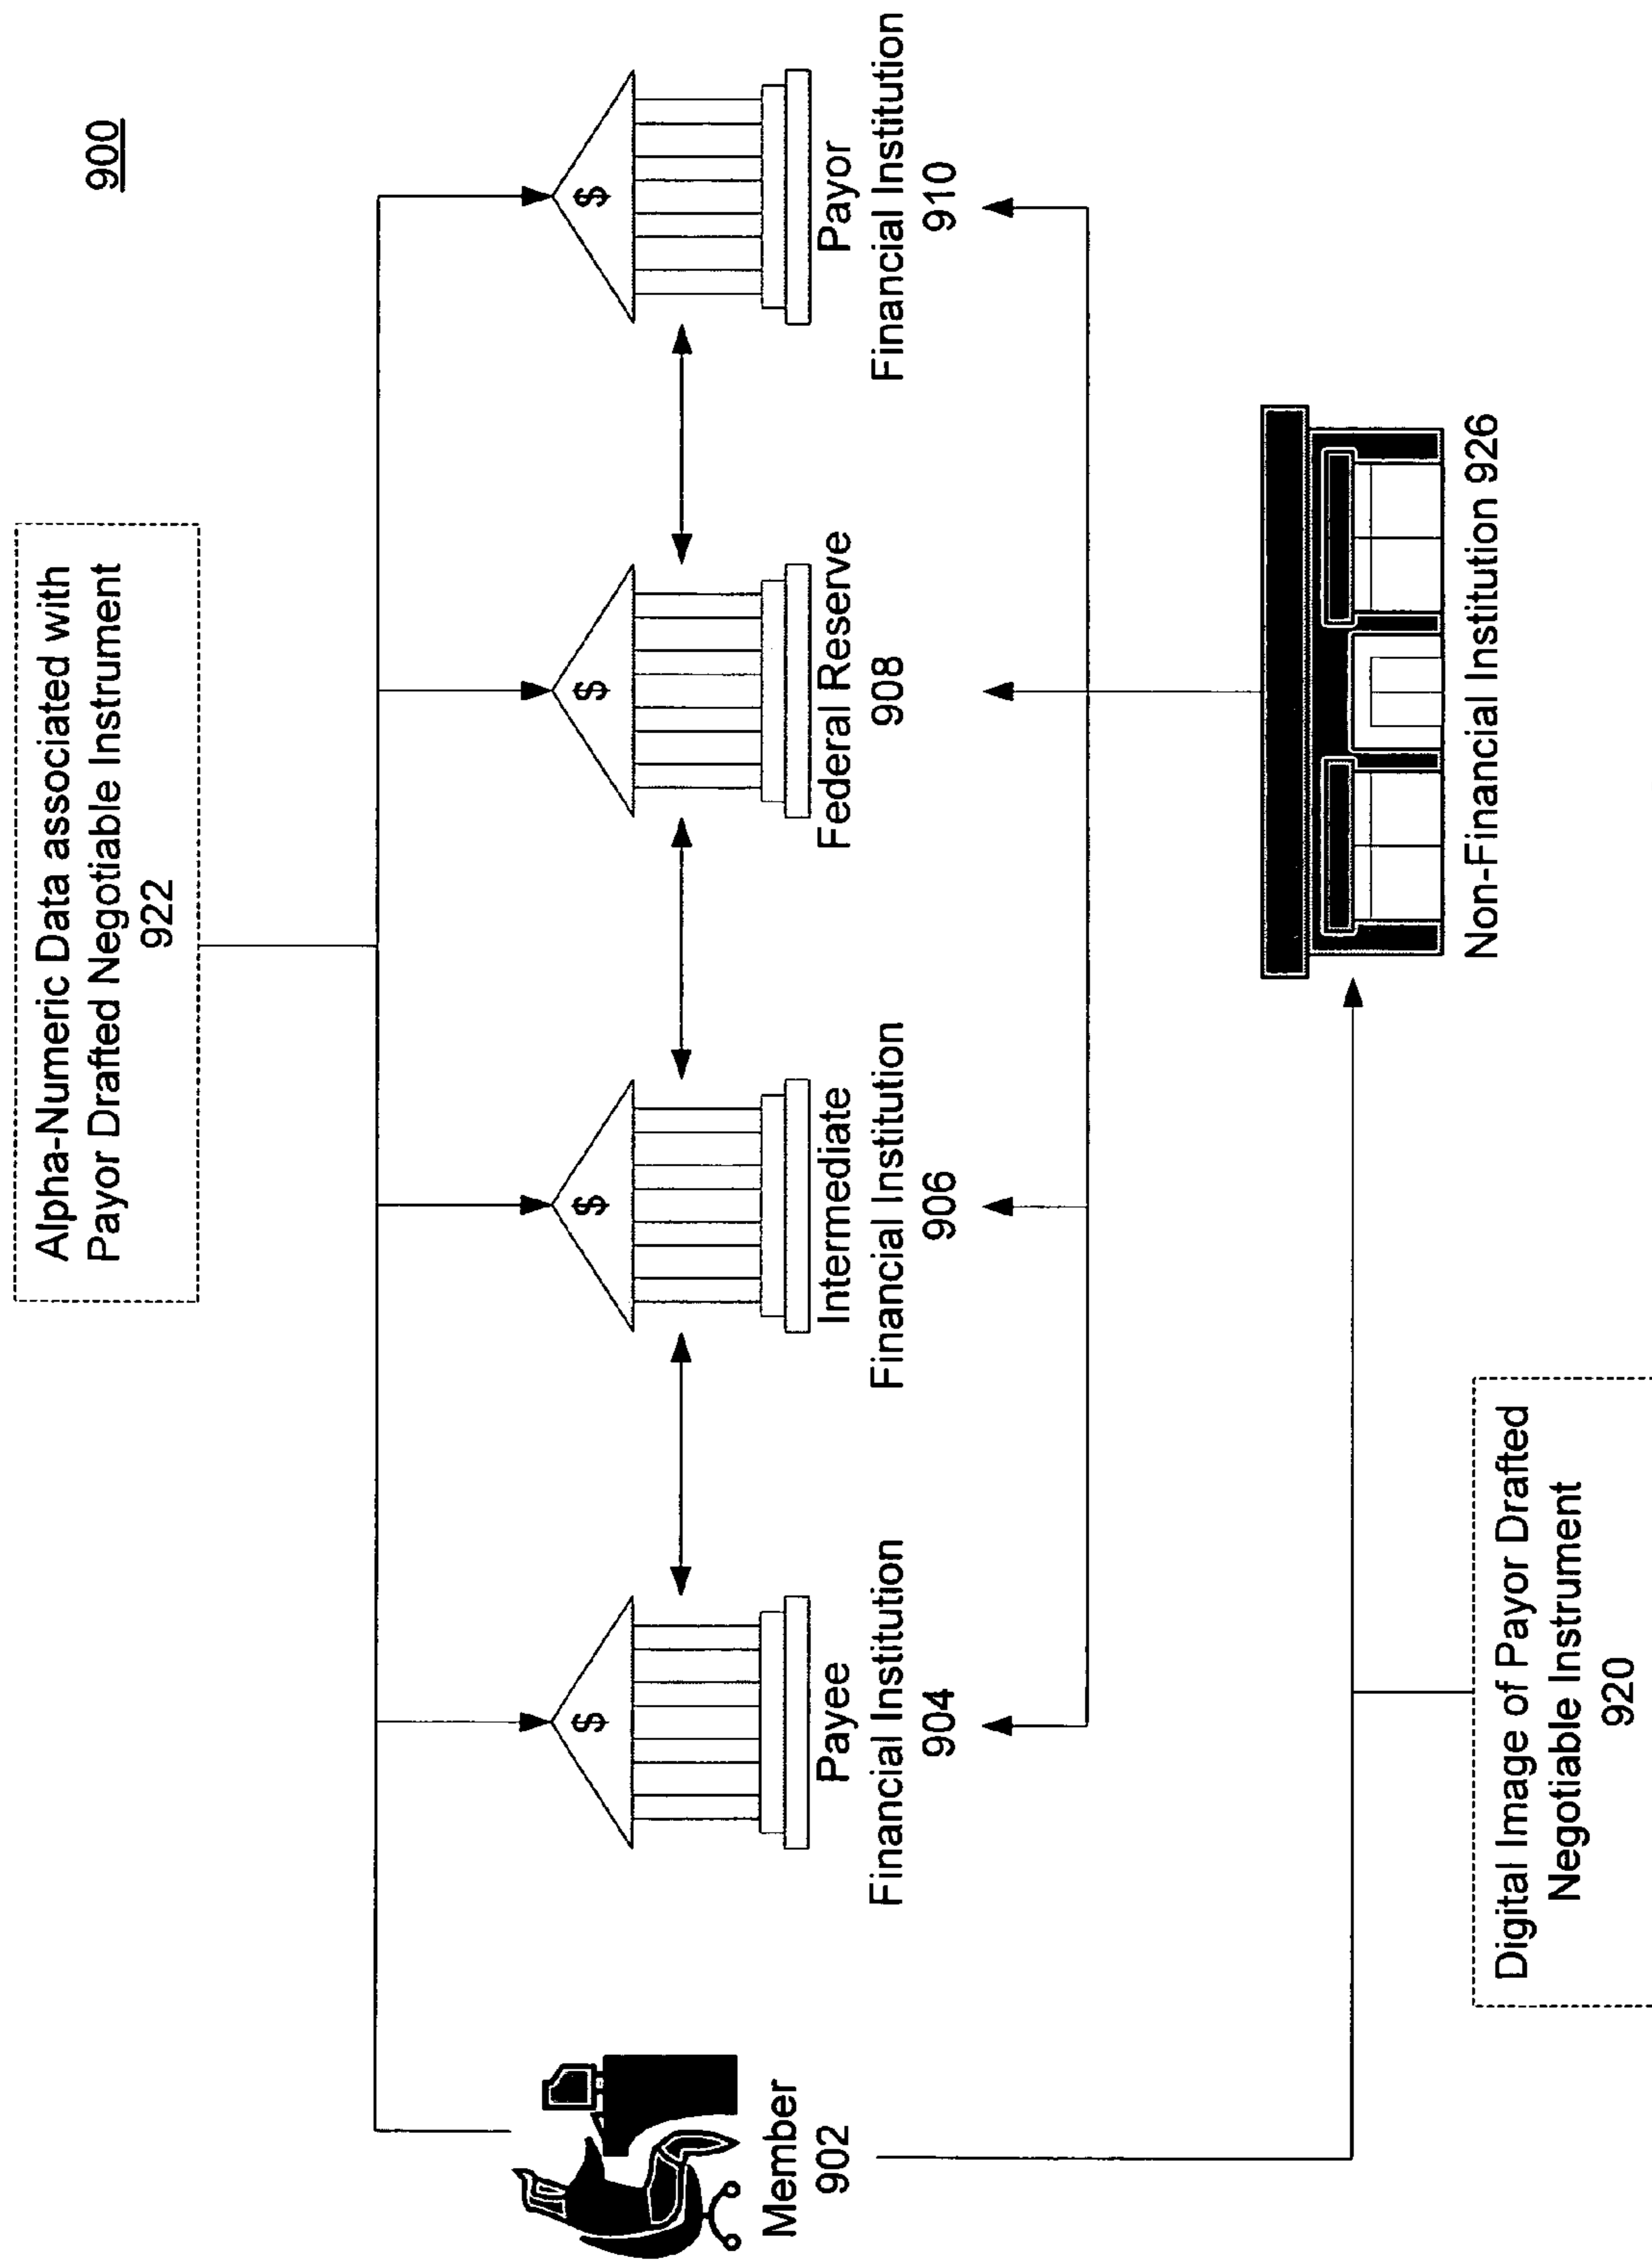 900
Alpha-Numeric Data associated with
Payor Drafted Negotiable Instrument
922
$
$
$
$
Member
902
Payee
Financial Institution
904
Intermediate
Financial Institution
906
Federal Reserve
908
Payor
Financial Institution
910
Non-Financial Institution 926
Digital Image of Payor Drafted
Negotiable Instrument
920